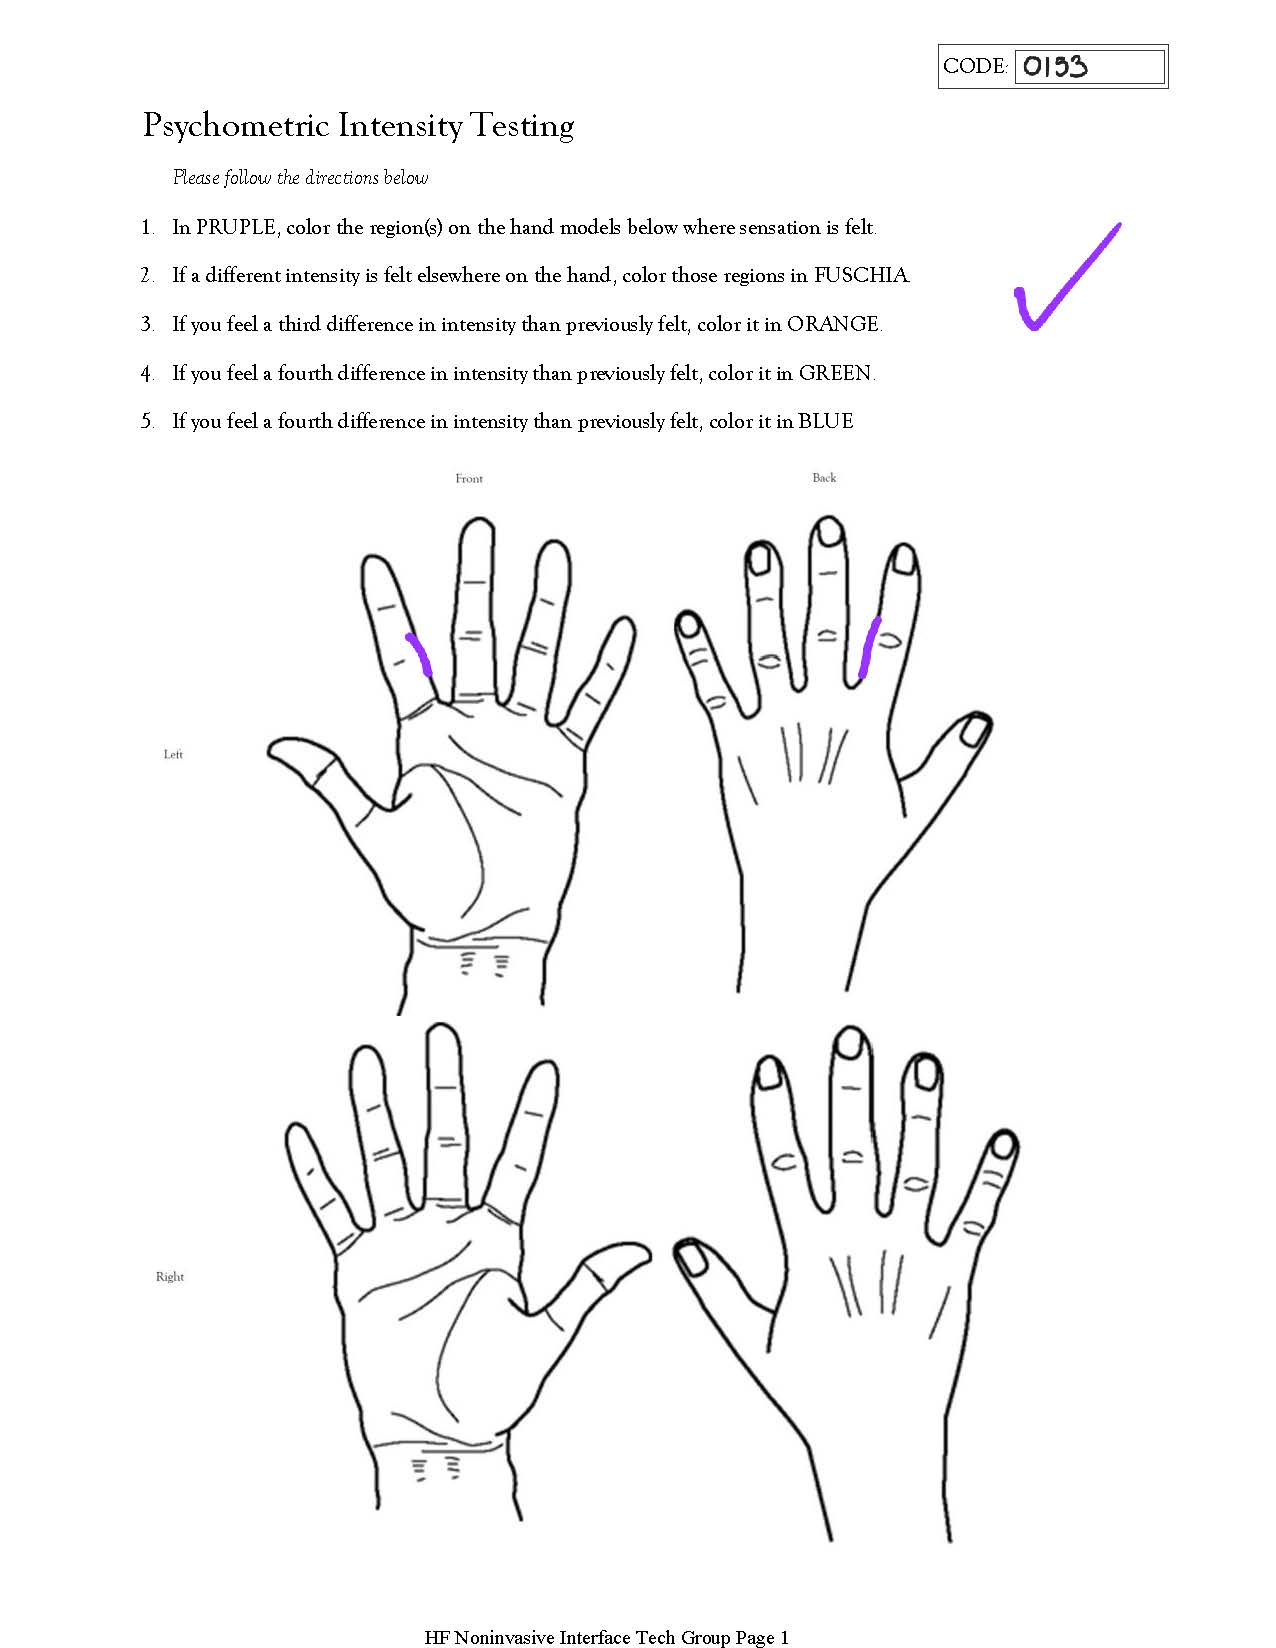 CODE: 0153
Psychometric Intensity Testing
Please follow the directions below
1. In PRUPLE, color the region(s) on the hand models below where sensation is felt.
2. If a different intensity is felt elsewhere on the hand, color those regions in FUSCHIA.
3. If you feel a third difference in intensity than previously felt, color it in ORANGE.
4. If you feel a fourth difference in intensity than previously felt, color it in GREEN.
5. If you feel a fourth difference in intensity than previously felt, color it in BLUE
Front Back
Left
Right
HF Noninvasive Interface Tech Group Page 1